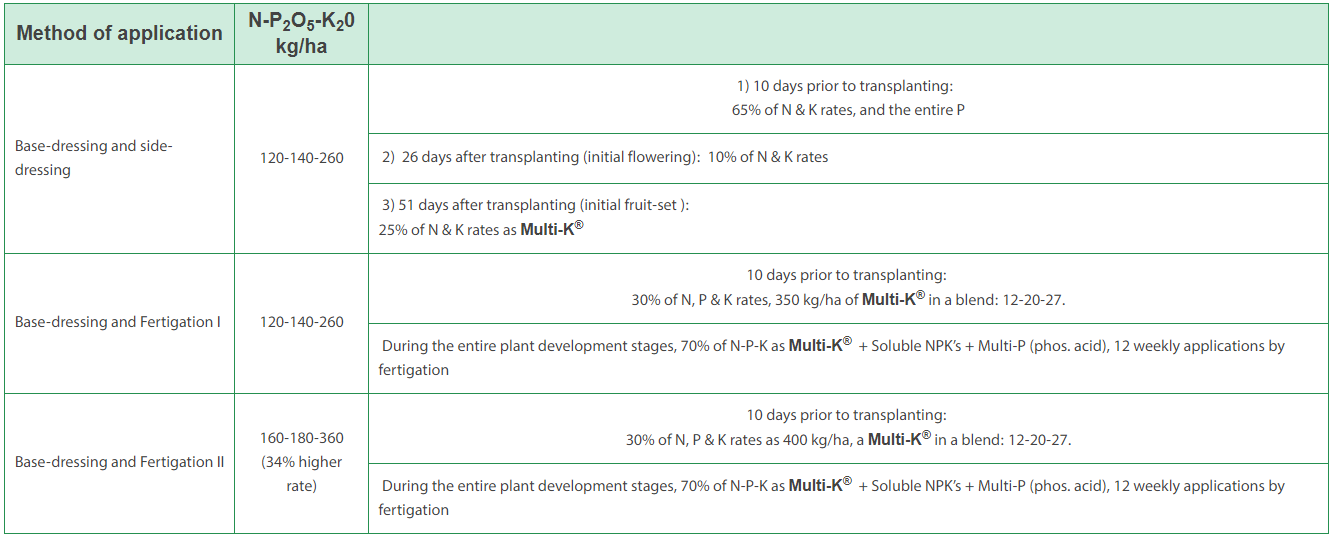 Method of application
N-P₂O₅-K₂0
kg/ha
Base-dressing and side-
dressing
120-140-260
1) 10 days prior to transplanting:
65% of N & K rates, and the entire P
2) 26 days after transplanting (initial flowering): 10% of N & K rates
3) 51 days after transplanting (initial fruit-set ):
25% of N & K rates as Multi-K®
Base-dressing and Fertigation I
120-140-260
10 days prior to transplanting:
30% of N, P & K rates, 350 kg/ha of Multi-K® in a blend: 12-20-27.
During the entire plant development stages, 70% of N-P-K as Multi-K® + Soluble NPK’s + Multi-P (phos. acid), 12 weekly applications by
fertigation
Base-dressing and Fertigation II
160-180-360
(34% higher
rate)
10 days prior to transplanting:
30% of N, P & K rates as 400 kg/ha, a Multi-K® in a blend: 12-20-27.
During the entire plant development stages, 70% of N-P-K as Multi-K® + Soluble NPK’s + Multi-P (phos. acid), 12 weekly applications by
fertigation